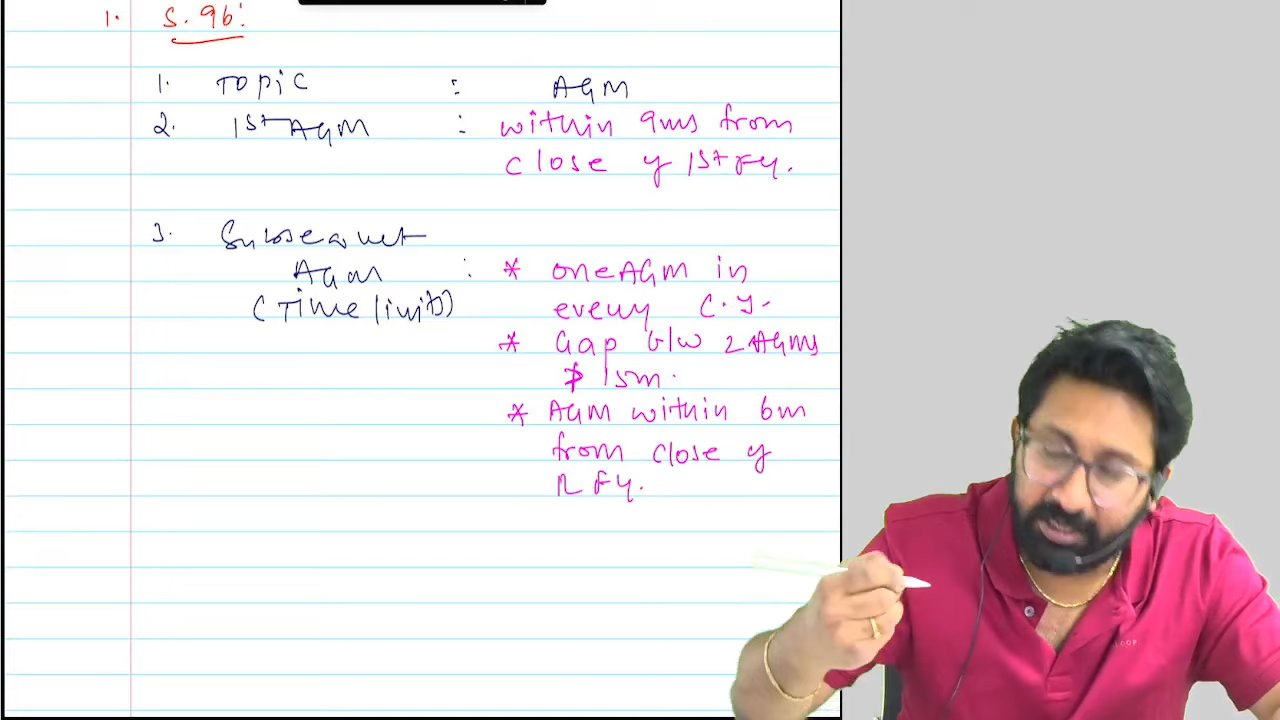 1. S. 96:
1. Topic : AGM
2. 1st AGM : within 9ms from
close of 1st FY.
3. Subsequent
AGM : * one AGM in
(Time limits) every C.Y.
* Gap b/w 2 AGMs
≯ 15m.
* AGM within 6m
from close of
R FY.